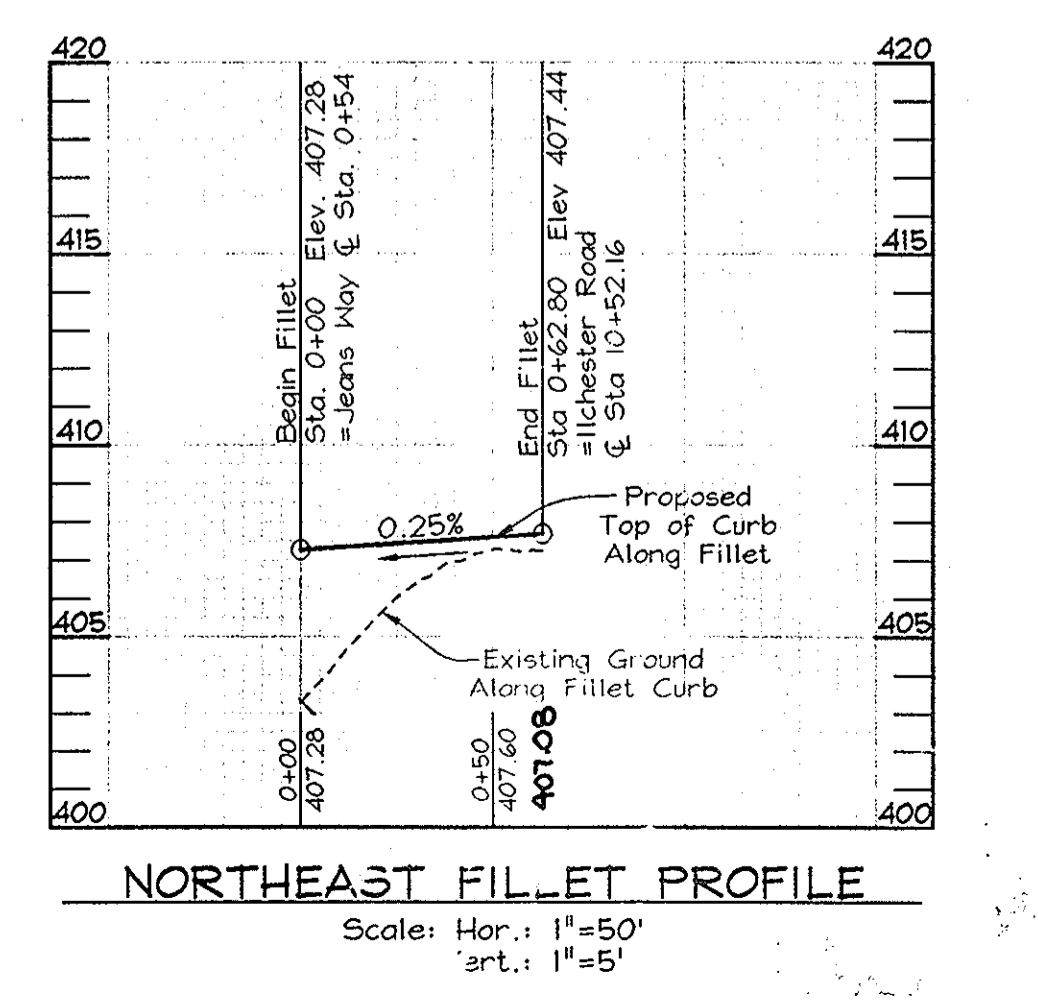 420
420
Begin Fillet
Sta. 0+00 Elev. 407.28
=Jeans Way ℄ Sta. 0+54
End Fillet
Sta 0+62.80 Elev 407.44
=Ilchester Road
℄ Sta 10+52.16
415
415
410
410
0.25%
Proposed
Top of Curb
Along Fillet
405
405
Existing Ground
Along Fillet Curb
0+00
407.28
0+50
407.60
407.08
400
400
NORTHEAST FILLET PROFILE
Scale: Hor.: 1"=50'
ert.: 1"=5'